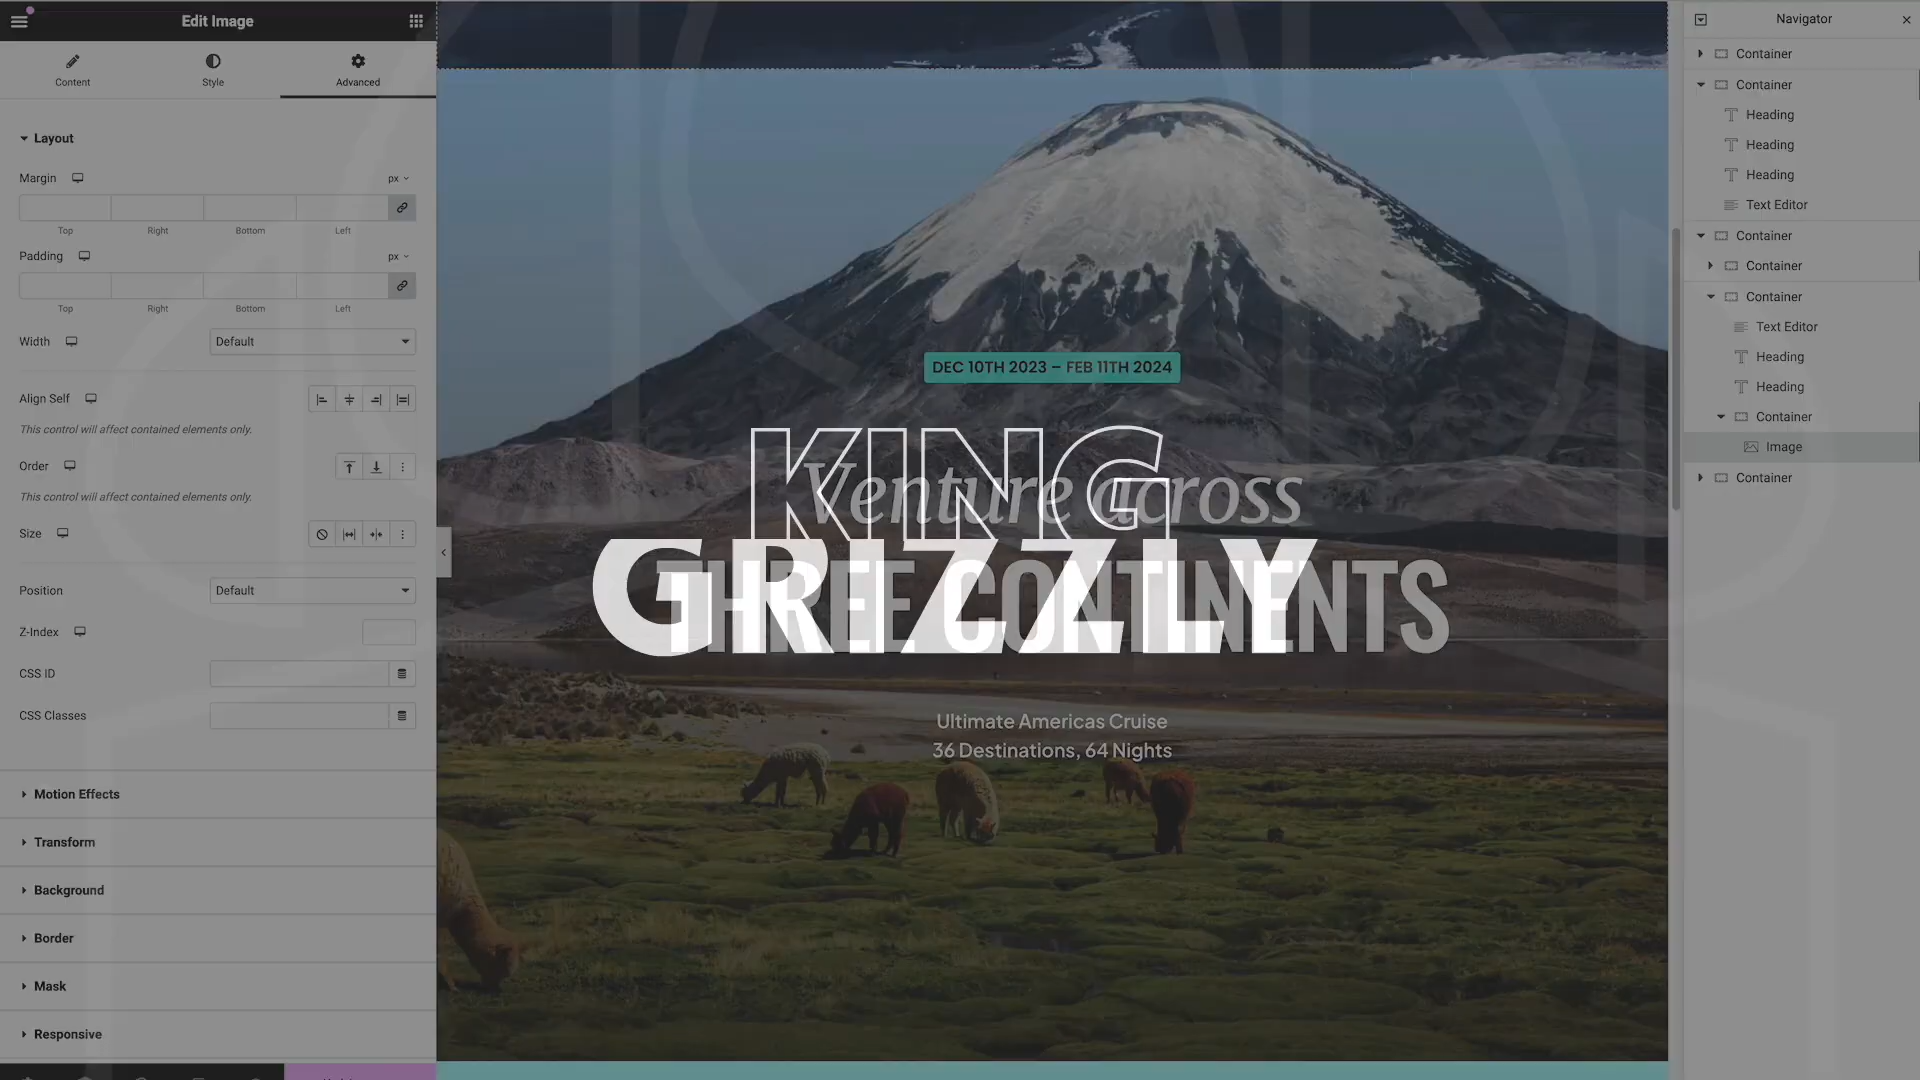 Edit Image
Content
Style
Advanced
Layout
Margin
px
Top
Right
Bottom
Left
Padding
px
Top
Right
Bottom
Left
Width
Default
Align Self
This control will affect contained elements only.
Order
This control will affect contained elements only.
Size
Position
Default
Z-Index
CSS ID
CSS Classes
Motion Effects
Transform
Background
Border
Mask
Responsive
DEC 10TH 2023 – FEB 11TH 2024
KING
Venture across
GRIZZLY
THREE CONTINENTS
Ultimate Americas Cruise
36 Destinations, 64 Nights
Navigator
Container
Container
Heading
Heading
Heading
Text Editor
Container
Container
Container
Text Editor
Heading
Heading
Container
Image
Container